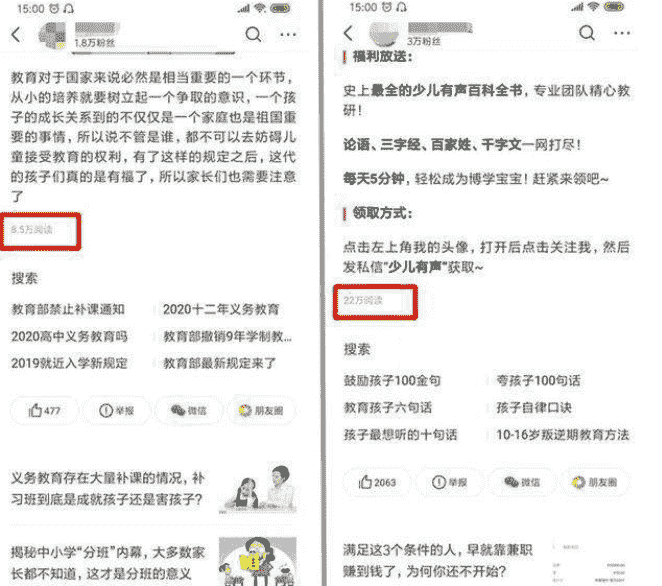 15:00
1.8万粉丝
教育对于国家来说必然是相当重要的一个环节，
从小的培养就要树立起一个争取的意识，一个孩
子的成长关系到的不仅仅是一个家庭也是祖国重
要的事情，所以说不管是谁，都不可以去妨碍儿
童接受教育的权利，有了这样的规定之后，这代
的孩子们真的是有福了，所以家长们也需要注意
了
8.5万阅读
搜索
教育部禁止补课通知 2020十二年义务教育
2020高中义务教育吗 教育部撤销9年学制教...
2019就近入学新规定 教育部最新规定来了
477 举报 微信 朋友圈
义务教育存在大量补课的情况，补
习班到底是成就孩子还是害孩子？
揭秘中小学“分班”内幕，大多数家
长都不知道，这才是分班的意义
15:00
3万粉丝
福利放送：
史上最全的少儿有声百科全书，专业团队精心教
研！
论语、三字经、百家姓、千字文一网打尽！
每天5分钟，轻松成为博学宝宝！赶紧来领吧~
领取方式：
点击左上角我的头像，打开后点击关注我，然后
发私信“少儿有声”获取~
22万阅读
搜索
鼓励孩子100金句 夸孩子100句话
教育孩子六句话 孩子自律口诀
孩子最想听的十句话 10-16岁叛逆期教育方法
2063 举报 微信 朋友圈
满足这3个条件的人，早就靠兼职
赚到钱了，为何你还不开始？